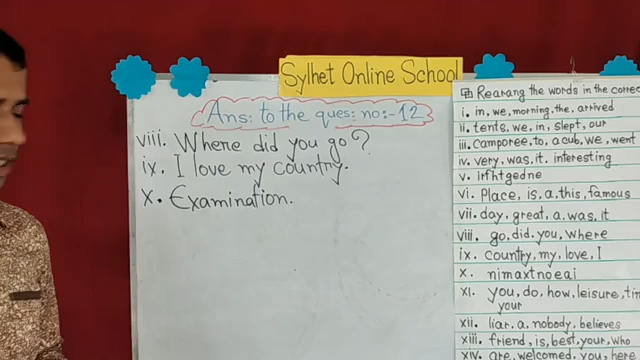 Sylhet Online School
Ans: to the ques: no:- 12
viii. Where did you go?
ix. I love my country.
x. Examination.
Rearang the words in the correc
i. in, we, morning, the, arrived
ii. tents, we, in, slept, our
iii. camporee, to, a cub, we, went
iv. very, was, it, interesting
v. lrfhtgedne
vi. Place, is, a, this, famous
vii. day, great, a, was, it
viii. go, did, you, where
ix. country, my, love, I
x. nimaxtnoeai
xi. you, do, how, leisure, tim
your
xii. liar, a, nobody, believes
xiii. friend, is, best, your, who
xiv. are, welcomed, you, here